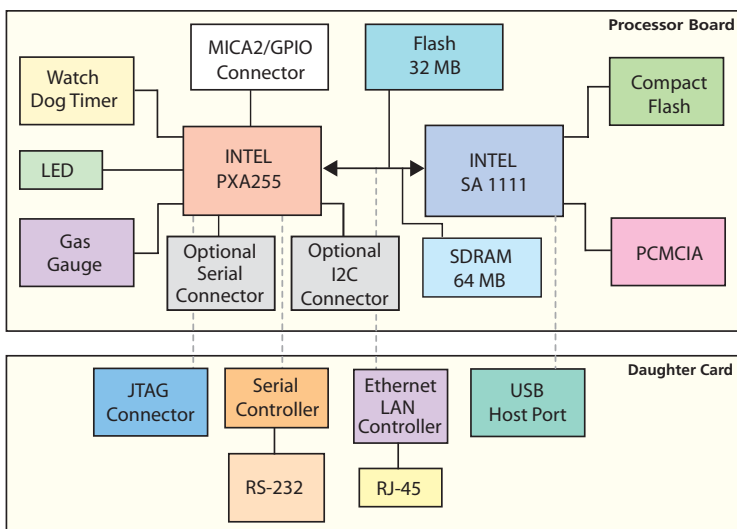 Processor Board
MICA2/GPIO
Connector
Flash
32 MB
Watch
Dog Timer
Compact
Flash
INTEL
PXA255
INTEL
SA 1111
LED
Gas
Gauge
Optional
Serial
Connector
Optional
I2C
Connector
SDRAM
64 MB
PCMCIA
Daughter Card
JTAG
Connector
Serial
Controller
Ethernet
LAN
Controller
USB
Host Port
RS-232
RJ-45